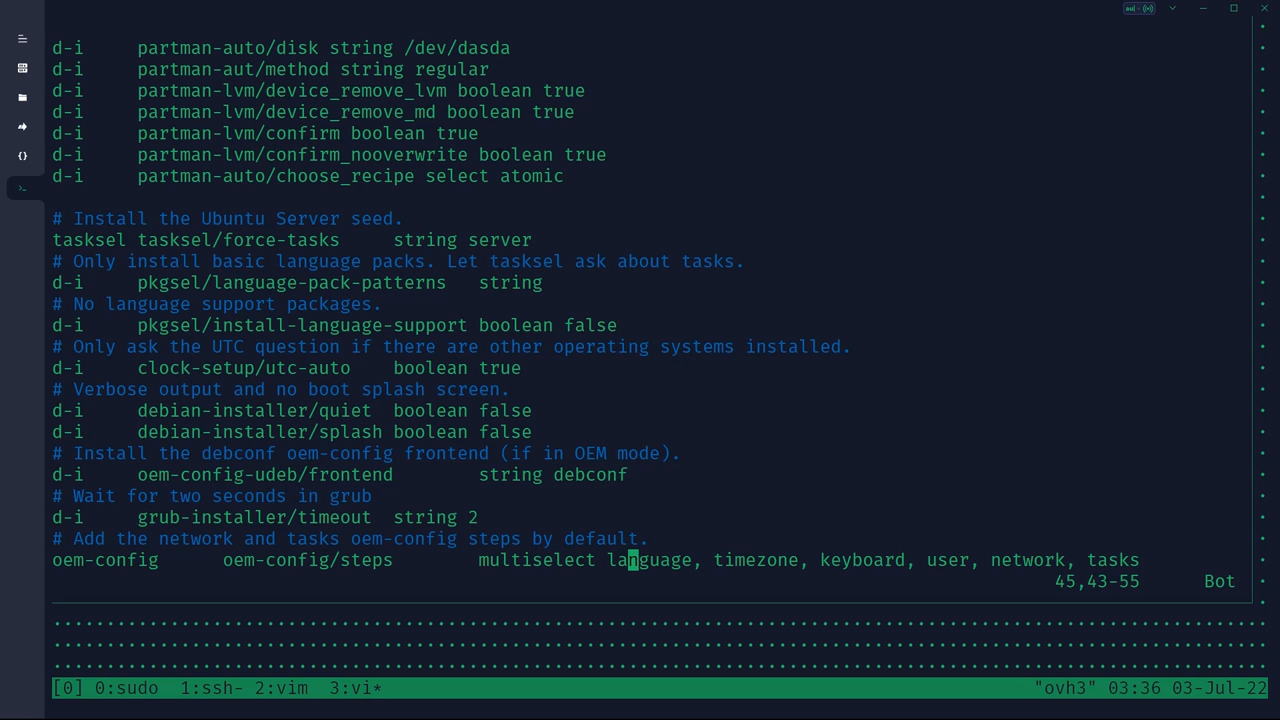 d-i     partman-auto/disk string /dev/dasda
d-i     partman-aut/method string regular
d-i     partman-lvm/device_remove_lvm boolean true
d-i     partman-lvm/device_remove_md boolean true
d-i     partman-lvm/confirm boolean true
d-i     partman-lvm/confirm_nooverwrite boolean true
d-i     partman-auto/choose_recipe select atomic
# Install the Ubuntu Server seed.
tasksel tasksel/force-tasks     string server
# Only install basic language packs. Let tasksel ask about tasks.
d-i     pkgsel/language-pack-patterns   string
# No language support packages.
d-i     pkgsel/install-language-support boolean false
# Only ask the UTC question if there are other operating systems installed.
d-i     clock-setup/utc-auto    boolean true
# Verbose output and no boot splash screen.
d-i     debian-installer/quiet  boolean false
d-i     debian-installer/splash boolean false
# Install the debconf oem-config frontend (if in OEM mode).
d-i     oem-config-udeb/frontend        string debconf
# Wait for two seconds in grub
d-i     grub-installer/timeout  string 2
# Add the network and tasks oem-config steps by default.
oem-config      oem-config/steps        multiselect language, timezone, keyboard, user, network, tasks
45,43-55      Bot
[0] 0:sudo  1:ssh- 2:vim  3:vi*     "ovh3" 03:36 03-Jul-22